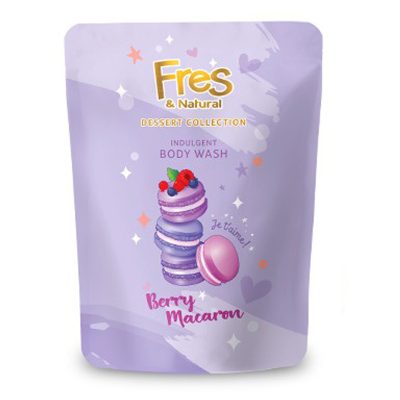 Fres
& Natural
DESSERT COLLECTION
INDULGENT
BODY WASH
Je t'aime!
Berry
Macaron